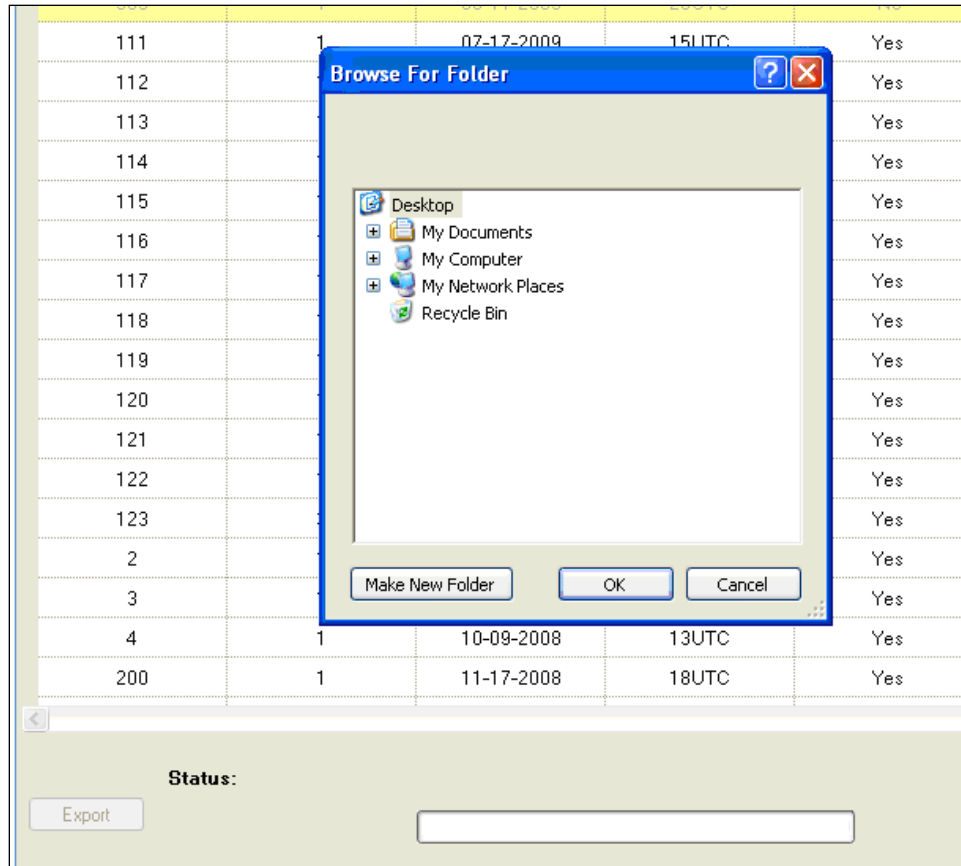 111 1 07-17-2009 15UTC Yes
Browse For Folder
112 Yes
113 Yes
114 Yes
115 Yes
Desktop
116 My Documents Yes
My Computer
117 My Network Places Yes
118 Recycle Bin Yes
119 Yes
120 Yes
121 Yes
122 Yes
123 Yes
2 Yes
Make New Folder OK Cancel
3 Yes
4 1 10-09-2008 13UTC Yes
200 1 11-17-2008 18UTC Yes
Status:
Export